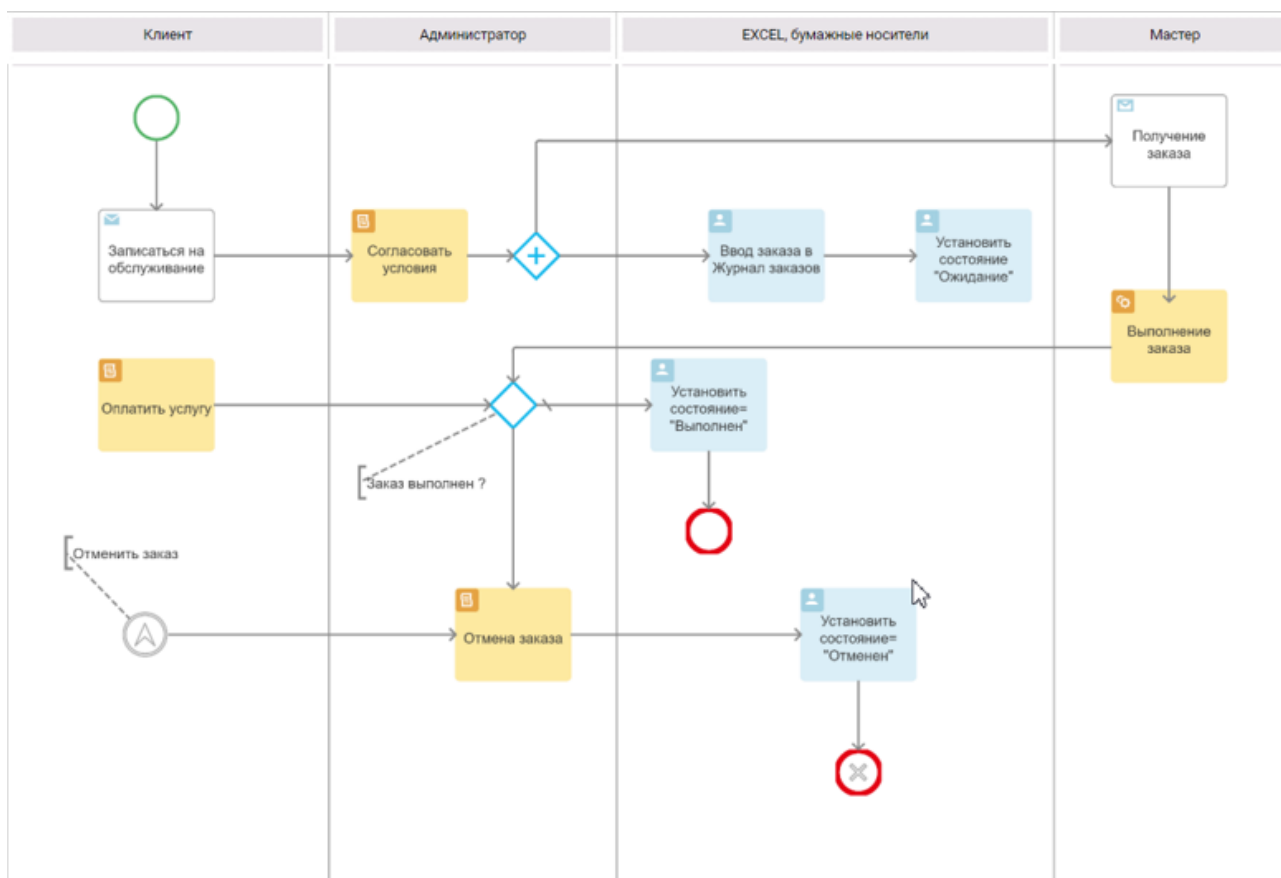 Клиент
Администратор
EXCEL, бумажные носители
Мастер
Получение
заказа
Записаться на
обслуживание
Согласовать
условия
Ввод заказа в
Журнал заказов
Установить
состояние
"Ожидание"
Выполнение
заказа
Оплатить услугу
Установить
состояние=
"Выполнен"
Заказ выполнен ?
Отменить заказ
Отмена заказа
Установить
состояние=
"Отменен"